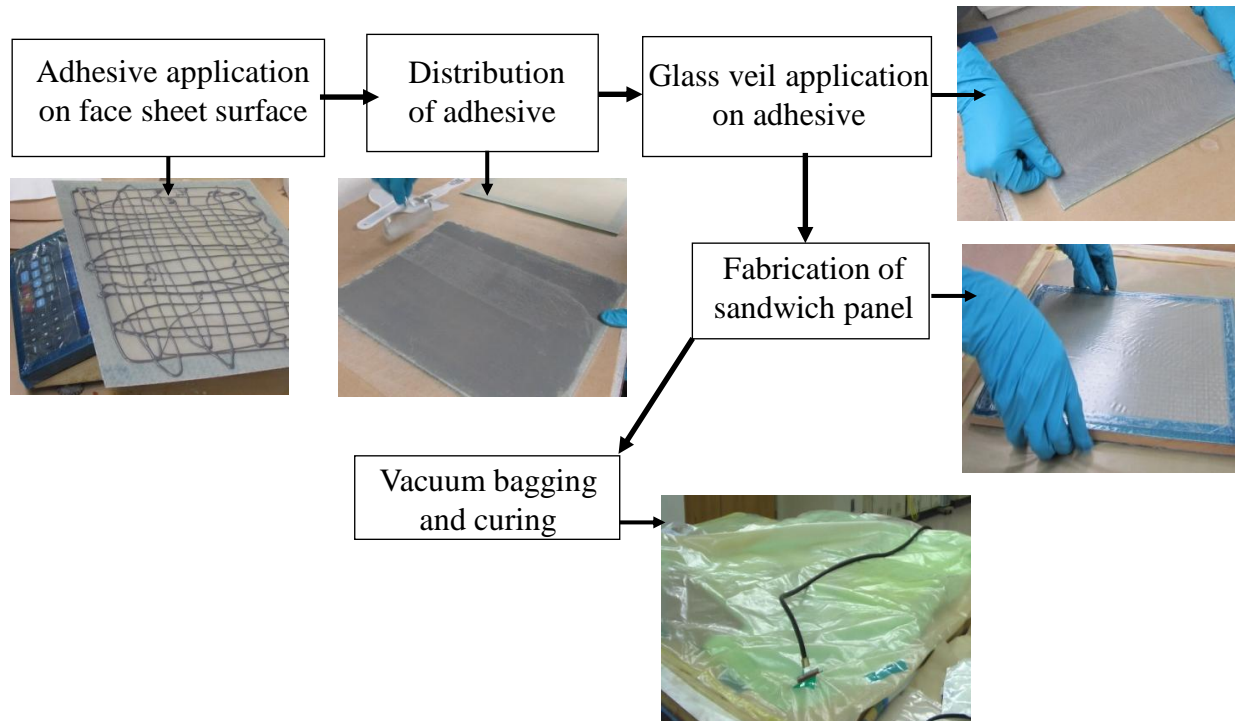 Adhesive application
on face sheet surface
Distribution
of adhesive
Glass veil application
on adhesive
Fabrication of
sandwich panel
Vacuum bagging
and curing